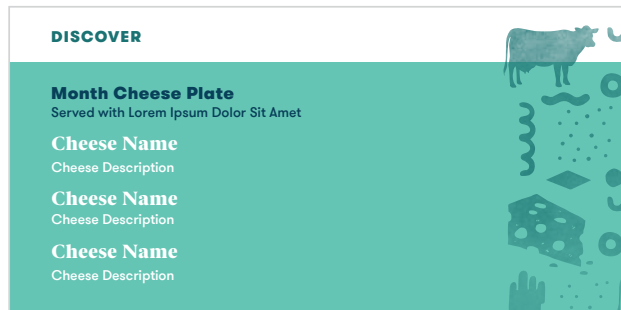 DISCOVER
Month Cheese Plate
Served with Lorem Ipsum Dolor Sit Amet
Cheese Name
Cheese Description
Cheese Name
Cheese Description
Cheese Name
Cheese Description